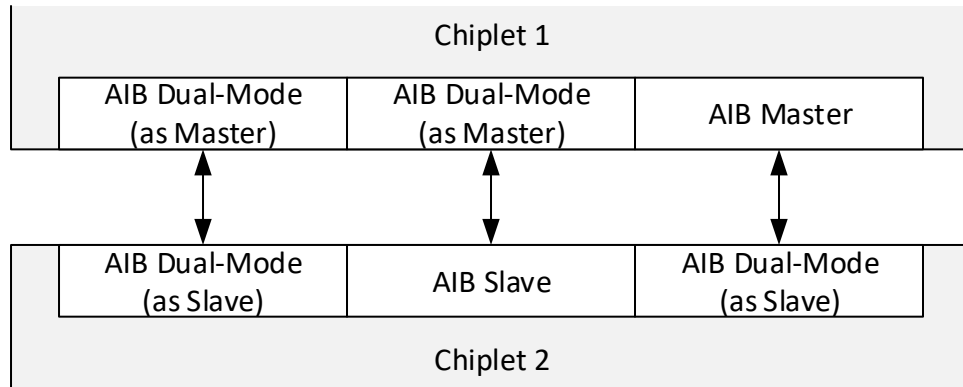 Chiplet 1
AIB Dual-Mode
(as Master)
AIB Dual-Mode
(as Master)
AIB Master
AIB Dual-Mode
(as Slave)
AIB Slave
AIB Dual-Mode
(as Slave)
Chiplet 2